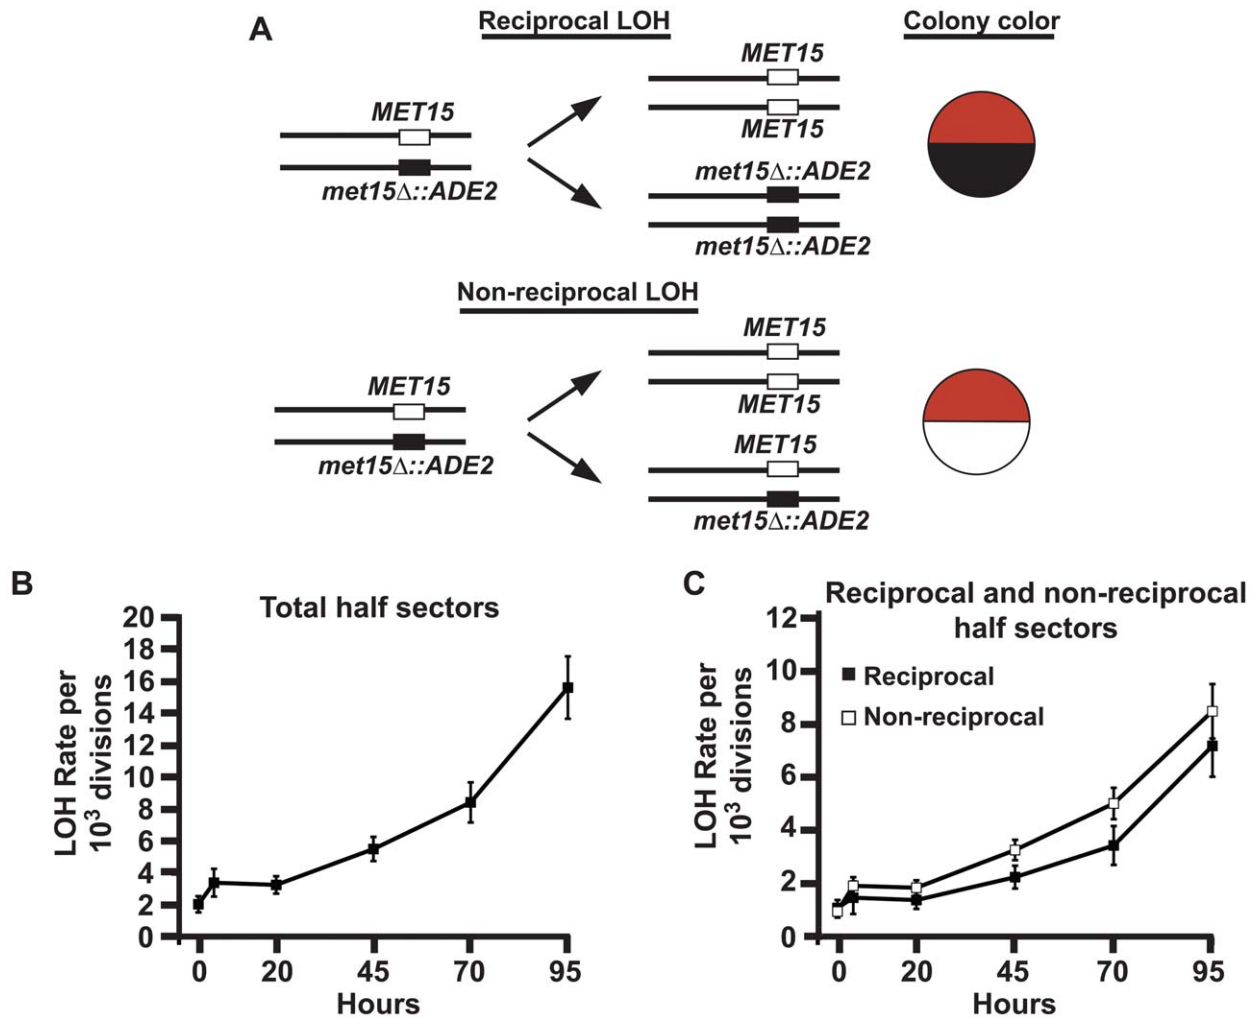 A
Reciprocal LOH
Colony color
MET15
met15Δ::ADE2
MET15
MET15
met15Δ::ADE2
met15Δ::ADE2
Non-reciprocal LOH
MET15
met15Δ::ADE2
MET15
MET15
MET15
met15Δ::ADE2
B
Total half sectors
LOH Rate per
10³ divisions
20
18
16
14
12
10
8
6
4
2
0
0 20 45 70 95
Hours
C
Reciprocal and non-reciprocal
half sectors
Reciprocal
Non-reciprocal
LOH Rate per
10³ divisions
12
10
8
6
4
2
0
0 20 45 70 95
Hours